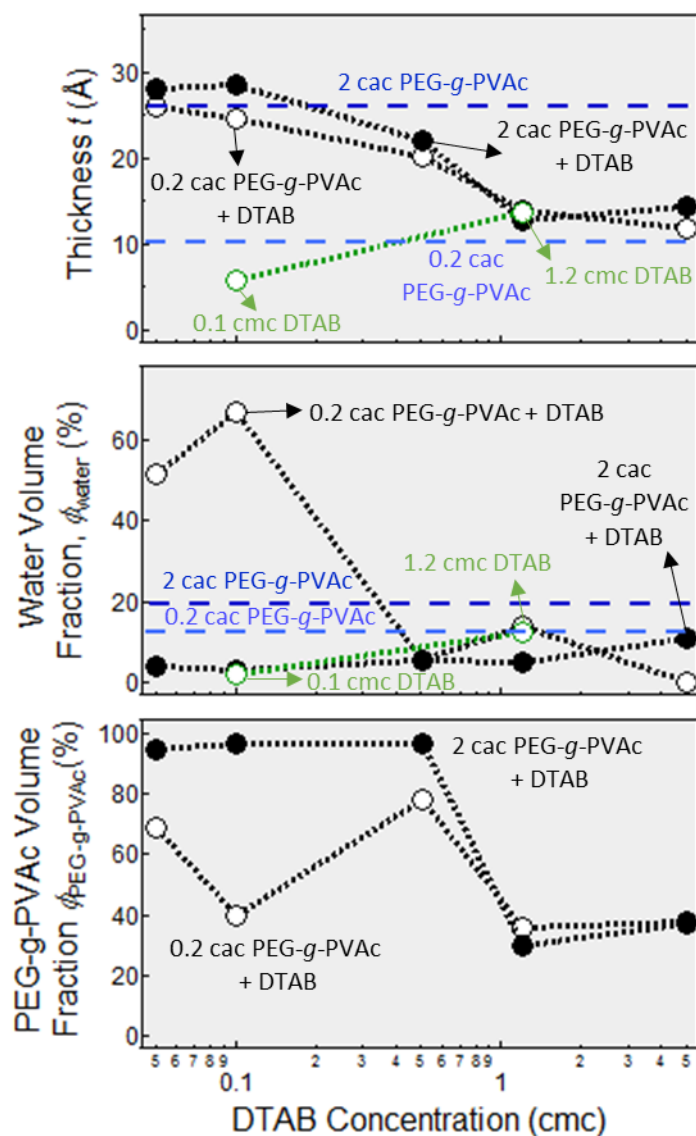 Thickness t (Å)
30
20
10
0
2 cac PEG-g-PVAc
2 cac PEG-g-PVAc
+ DTAB
0.2 cac PEG-g-PVAc
+ DTAB
0.2 cac
PEG-g-PVAc
1.2 cmc DTAB
0.1 cmc DTAB
Water Volume
Fraction, ϕwater (%)
60
40
20
0
0.2 cac PEG-g-PVAc + DTAB
2 cac
PEG-g-PVAc
+ DTAB
1.2 cmc DTAB
2 cac PEG-g-PVAc
0.2 cac PEG-g-PVAc
0.1 cmc DTAB
PEG-g-PVAc Volume
Fraction ϕPEG-g-PVAc (%)
100
80
60
40
20
0
2 cac PEG-g-PVAc
+ DTAB
0.2 cac PEG-g-PVAc
+ DTAB
5 6 7 8 9 2 3 4 5 6 7 8 9 2 3 4 5
0.1 1
DTAB Concentration (cmc)